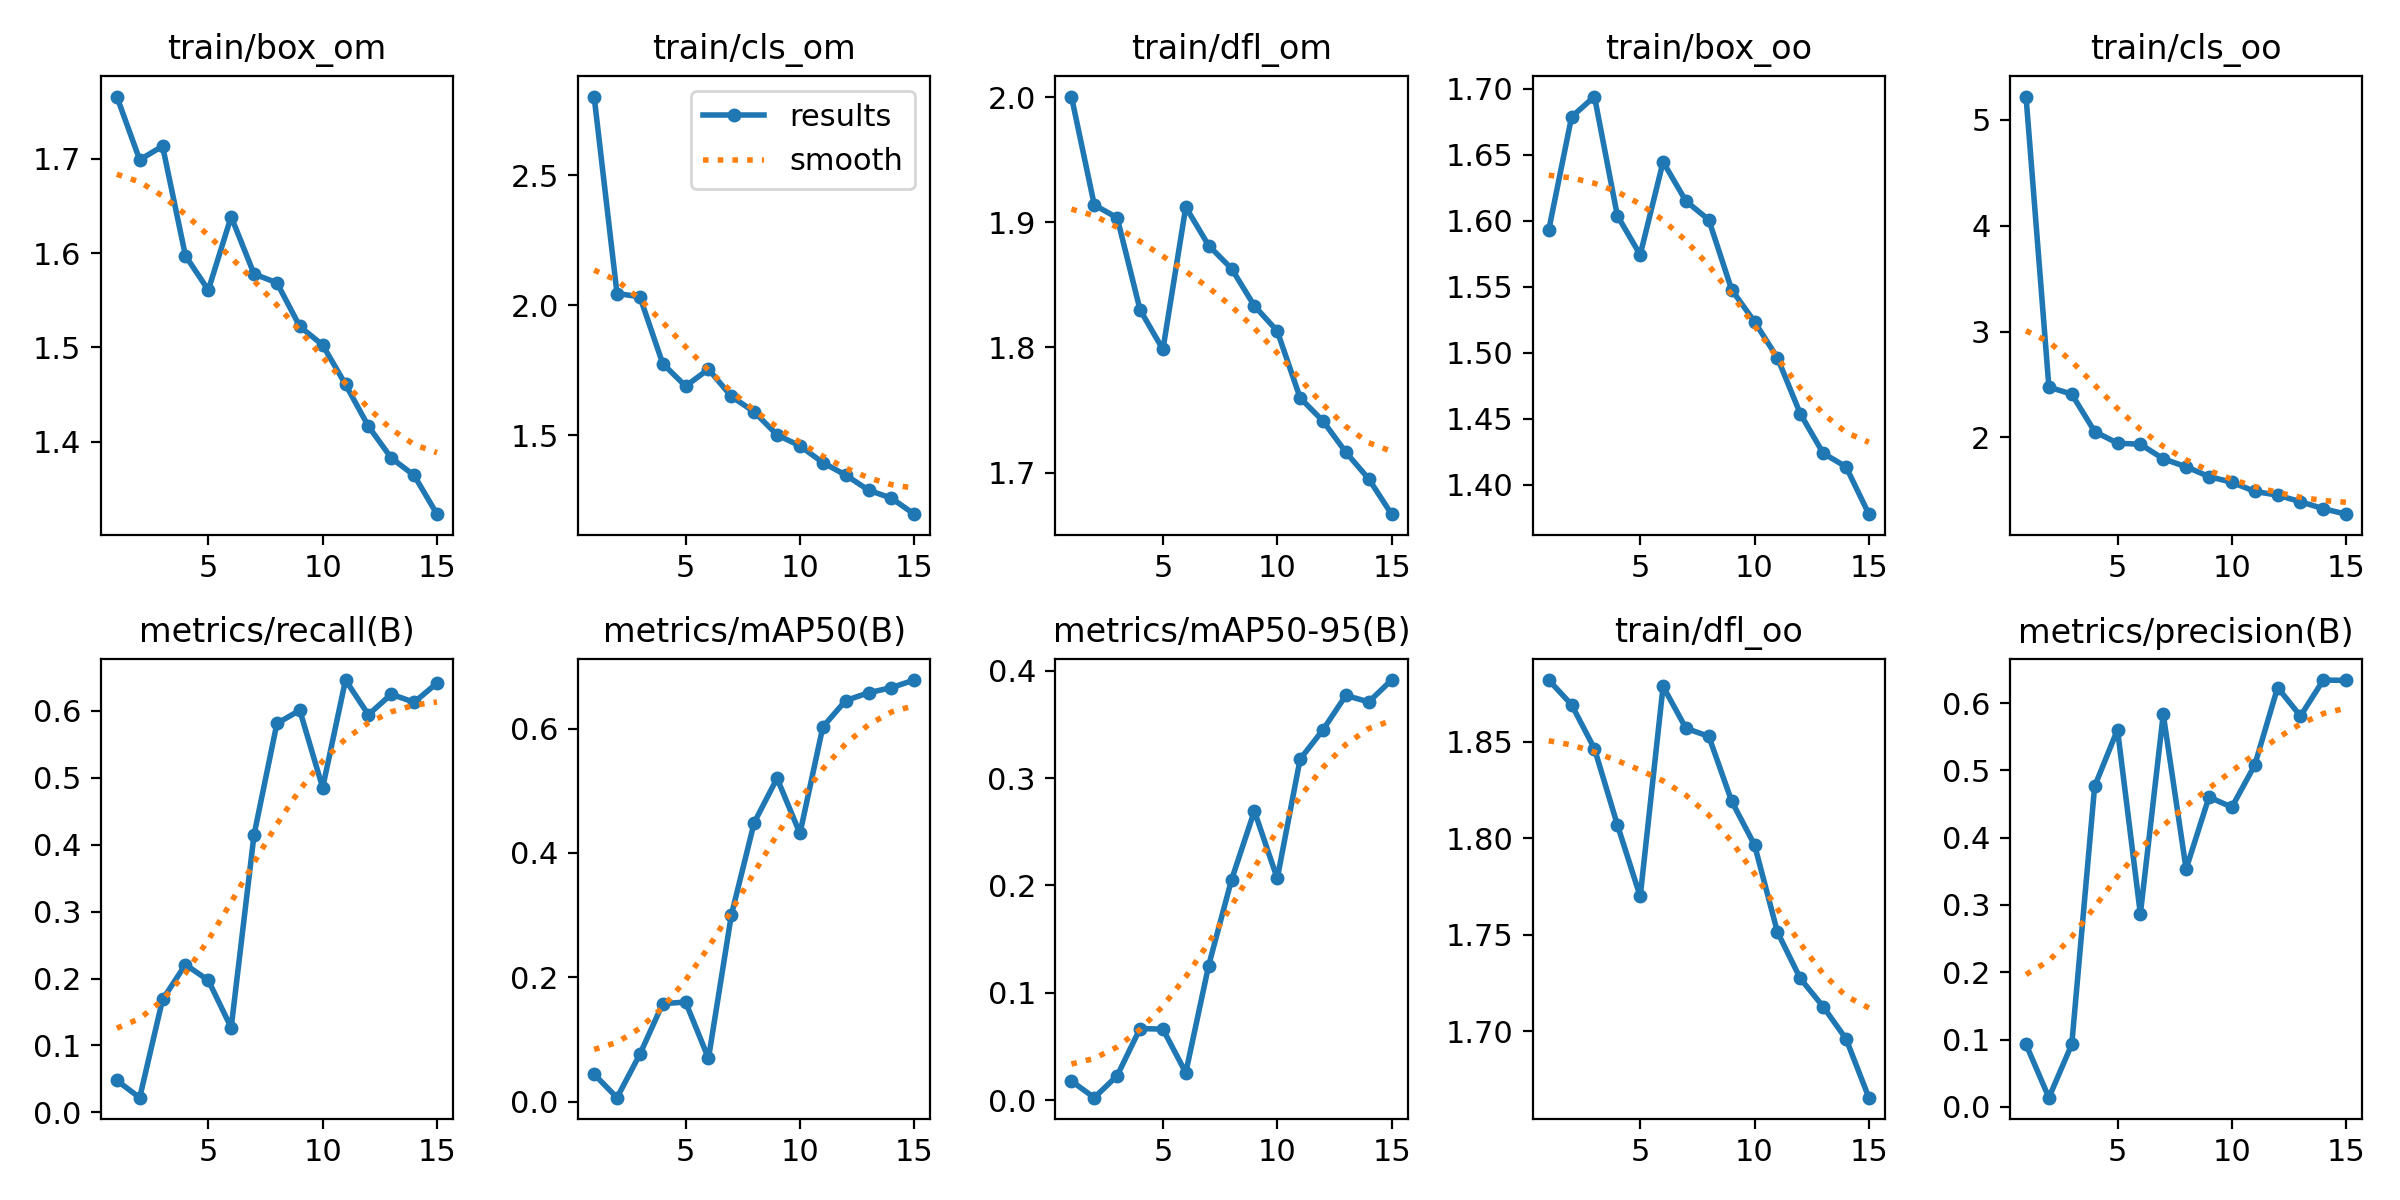 train/box_om
train/cls_om
train/dfl_om
train/box_oo
train/cls_oo
1.7
1.6
1.5
1.4
5 10 15
results
smooth
2.5
2.0
1.5
5 10 15
2.0
1.9
1.8
1.7
5 10 15
1.70
1.65
1.60
1.55
1.50
1.45
1.40
5 10 15
5
4
3
2
5 10 15
metrics/recall(B)
metrics/mAP50(B)
metrics/mAP50-95(B)
train/dfl_oo
metrics/precision(B)
0.6
0.5
0.4
0.3
0.2
0.1
0.0
5 10 15
0.6
0.4
0.2
0.0
5 10 15
0.4
0.3
0.2
0.1
0.0
5 10 15
1.85
1.80
1.75
1.70
5 10 15
0.6
0.5
0.4
0.3
0.2
0.1
0.0
5 10 15